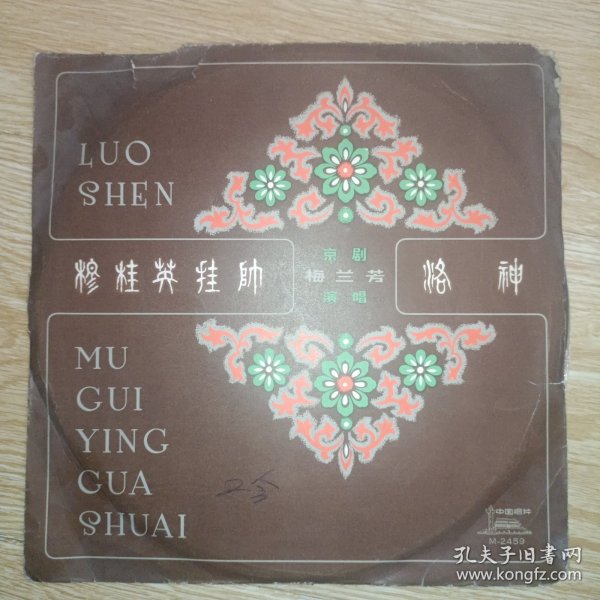 LUO
SHEN
穆桂英挂帥
京剧
梅兰芳
演唱
洛神
MU
GUI
YING
GUA
SHUAI
中国唱片
M-2459
孔夫子旧书网
www.kongfz.com